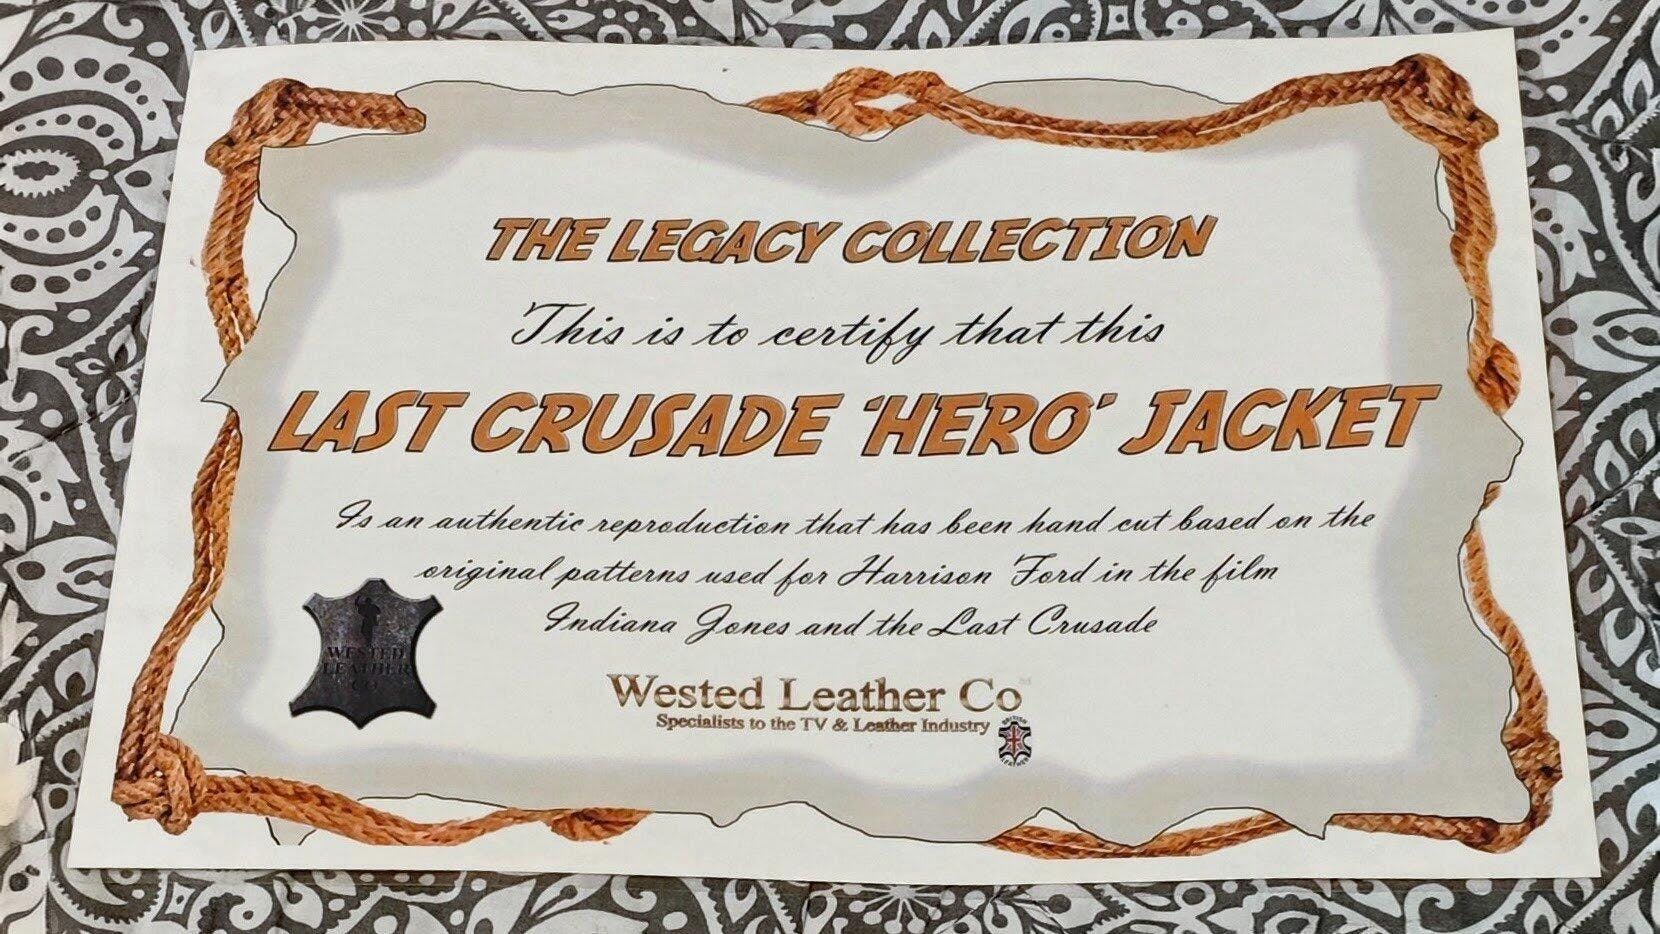 THE LEGACY COLLECTION
This is to certify that this
LAST CRUSADE 'HERO' JACKET
Is an authentic reproduction that has been hand cut based on the
original patterns used for Harrison Ford in the film
Indiana Jones and the Last Crusade
WESTED
LEATHER
CO
Wested Leather Co
Specialists to the TV & Leather Industry
BRITISH
LEATHER